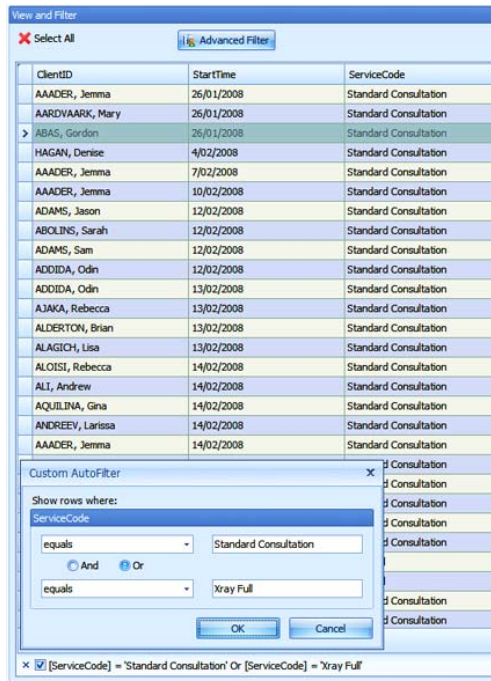 View and Filter
Select All Advanced Filter
ClientID StartTime ServiceCode
AAADER, Jemma 26/01/2008 Standard Consultation
AARDVAARK, Mary 26/01/2008 Standard Consultation
ABAS, Gordon 26/01/2008 Standard Consultation
HAGAN, Denise 4/02/2008 Standard Consultation
AAADER, Jemma 7/02/2008 Standard Consultation
AAADER, Jemma 10/02/2008 Standard Consultation
ADAMS, Jason 12/02/2008 Standard Consultation
ABOLINS, Sarah 12/02/2008 Standard Consultation
ADAMS, Sam 12/02/2008 Standard Consultation
ADDIDA, Odin 12/02/2008 Standard Consultation
ADDIDA, Odin 13/02/2008 Standard Consultation
AJAKA, Rebecca 13/02/2008 Standard Consultation
ALDERTON, Brian 13/02/2008 Standard Consultation
ALAGICH, Lisa 13/02/2008 Standard Consultation
ALOISI, Rebecca 14/02/2008 Standard Consultation
ALI, Andrew 14/02/2008 Standard Consultation
AQUILINA, Gina 14/02/2008 Standard Consultation
ANDREEV, Larissa 14/02/2008 Standard Consultation
AAADER, Jemma 14/02/2008 Standard Consultation
d Consultation
d Consultation
d Consultation
d Consultation
d Consultation
d Consultation
d Consultation
Custom AutoFilter
Show rows where:
ServiceCode
equals Standard Consultation
And Or
equals Xray Full
OK Cancel
[ServiceCode] = 'Standard Consultation' Or [ServiceCode] = 'Xray Full'